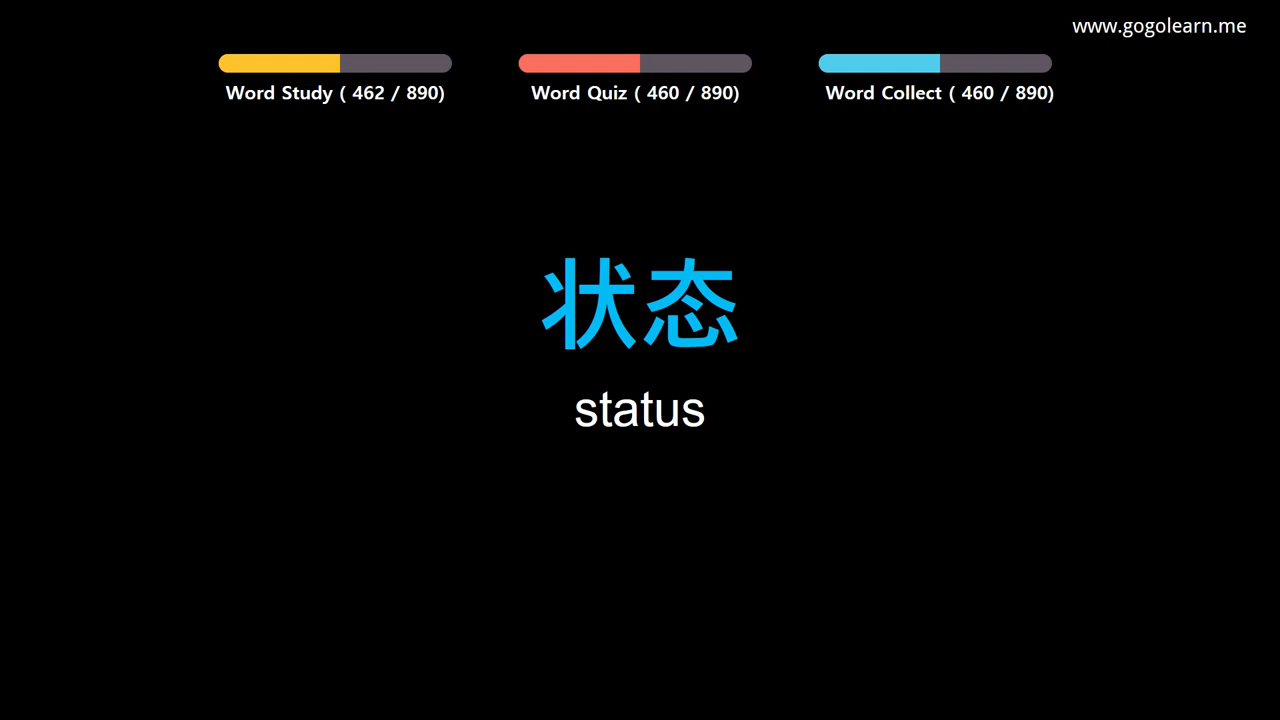 www.gogolearn.me
Word Study ( 462 / 890)
Word Quiz ( 460 / 890)
Word Collect ( 460 / 890)
状态
status